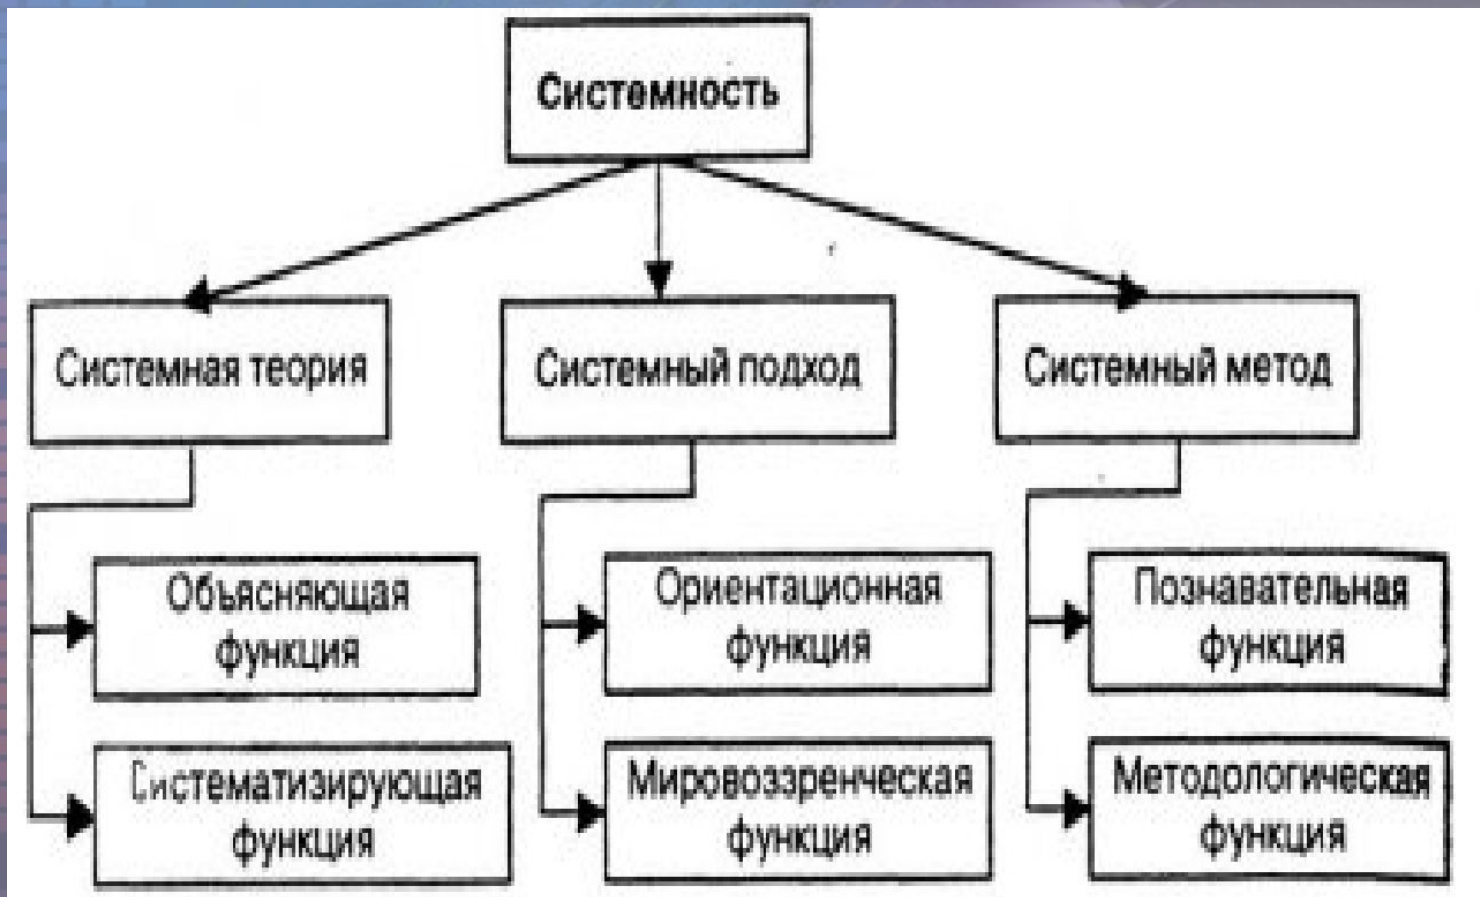 Системность
Системная теория
Системный подход
Системный метод
Объясняющая
функция
Ориентационная
функция
Познавательная
функция
Систематизирующая
функция
Мировоззренческая
функция
Методологическая
функция